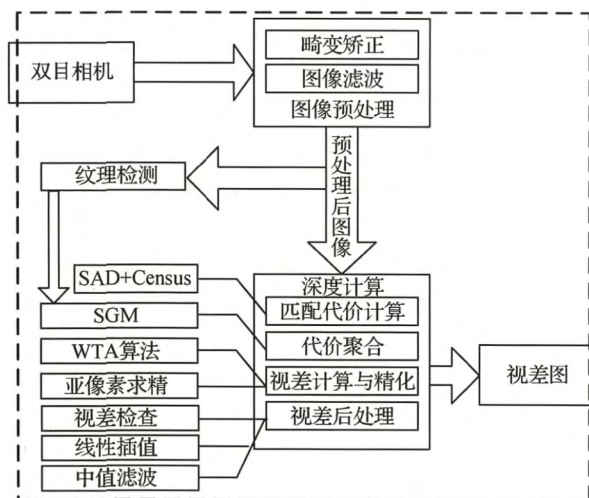 双目相机
畸变矫正
图像滤波
图像预处理
预处理后图像
纹理检测
SAD+Census
SGM
WTA算法
亚像素求精
视差检查
线性插值
中值滤波
深度计算
匹配代价计算
代价聚合
视差计算与精化
视差后处理
视差图